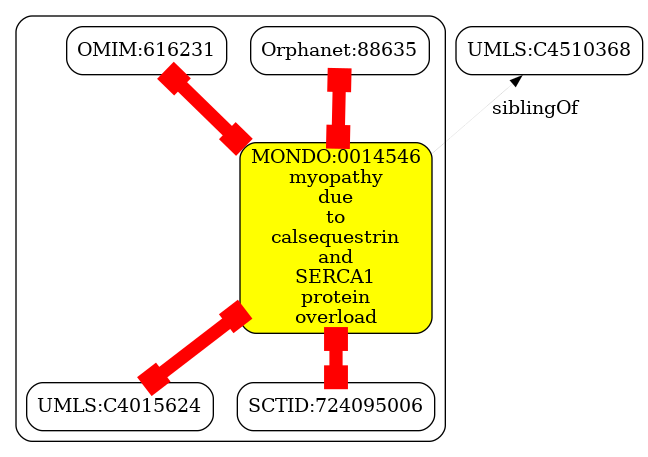 OMIM:616231
Orphanet:88635
UMLS:C4510368
siblingOf
MONDO:0014546
myopathy
due
to
calsequestrin
and
SERCA1
protein
overload
UMLS:C4015624
SCTID:724095006